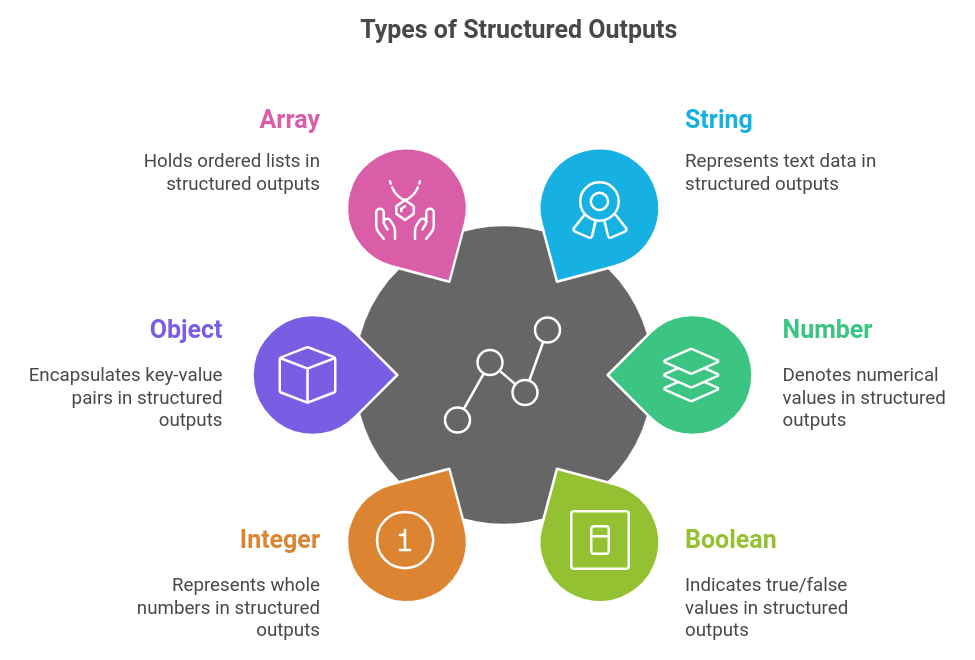 Types of Structured Outputs
Array
Holds ordered lists in
structured outputs
String
Represents text data in
structured outputs
Object
Encapsulates key-value
pairs in structured
outputs
Number
Denotes numerical
values in structured
outputs
Integer
Represents whole
numbers in structured
outputs
1
Boolean
Indicates true/false
values in structured
outputs